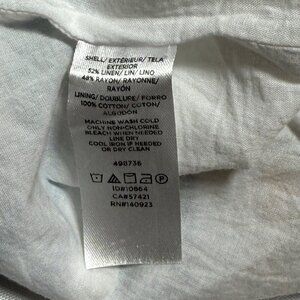 SHELL/ EXTÉRIEUR/ TELA
EXTERIOR
52% LINEN/ LIN/ LINO
48% RAYON/ RAYONNE/
RAYÓN
LINING/ DOUBLURE/ FORRO
100% COTTON/ COTON/
ALGODÓN
MACHINE WASH COLD
ONLY NON-CHLORINE
BLEACH WHEN NEEDED
LINE DRY
COOL IRON IF NEEDED
OR DRY CLEAN
498736
ID#10864
CA#57421
RN#140923